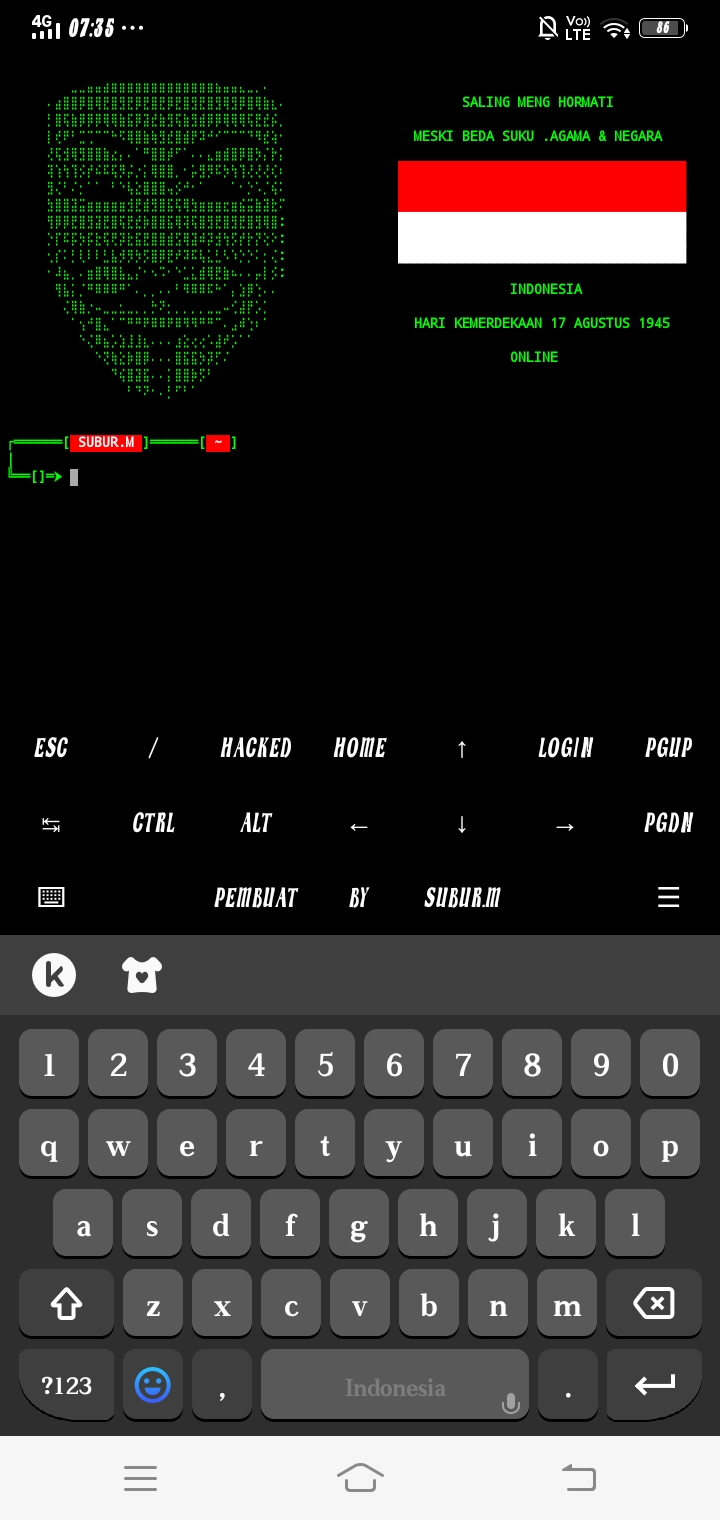 4G 07:35 ··· Vo)) LTE 86
SALING MENG HORMATI
MESKI BEDA SUKU .AGAMA & NEGARA
INDONESIA
HARI KEMERDEKAAN 17 AGUSTUS 1945
ONLINE
[ SUBUR.M ] [ ~ ]
[]=>
ESC / HACKED HOME ↑ LOGIN PGUP
↹ CTRL ALT ← ↓ → PGDN
PEMBUAT BY SUBUR.M ☰
k
1 2 3 4 5 6 7 8 9 0
q w e r t y u i o p
a s d f g h j k l
z x c v b n m
?123 , Indonesia .